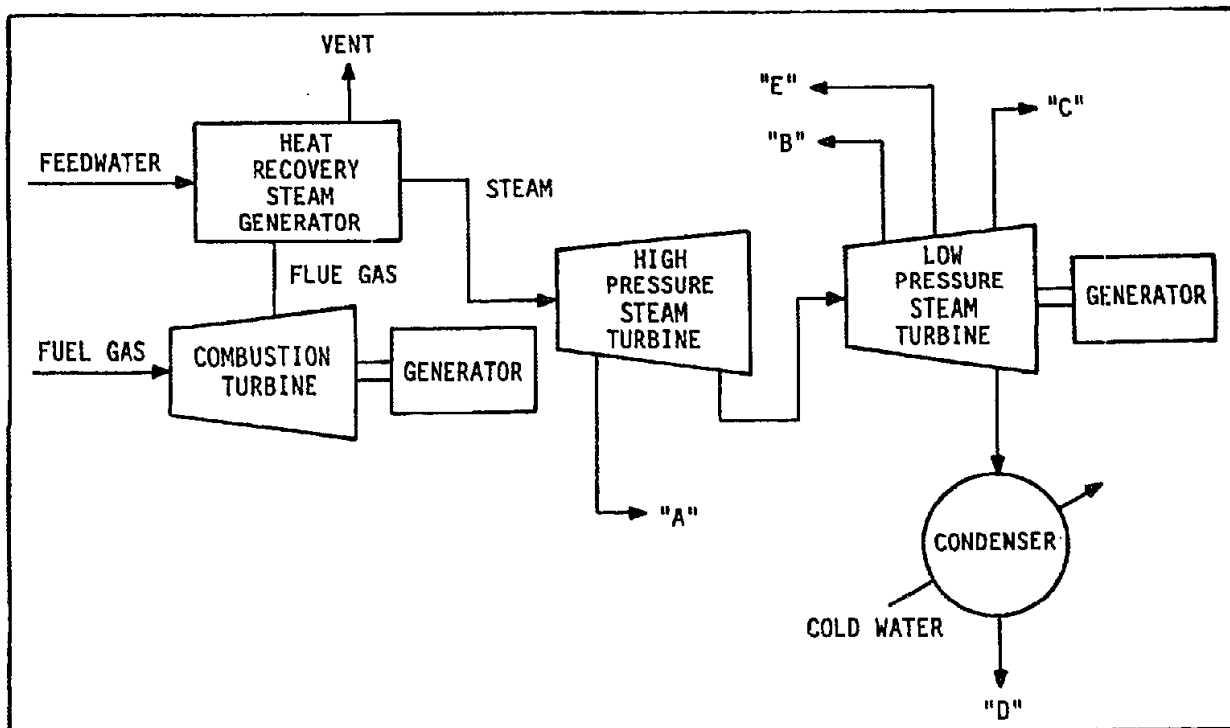 VENT
"E"
"C"
"B"
FEEDWATER
HEAT
RECOVERY
STEAM
GENERATOR
STEAM
FLUE GAS
HIGH
PRESSURE
STEAM
TURBINE
LOW
PRESSURE
STEAM
TURBINE
GENERATOR
FUEL GAS
COMBUSTION
TURBINE
GENERATOR
"A"
CONDENSER
COLD WATER
"D"